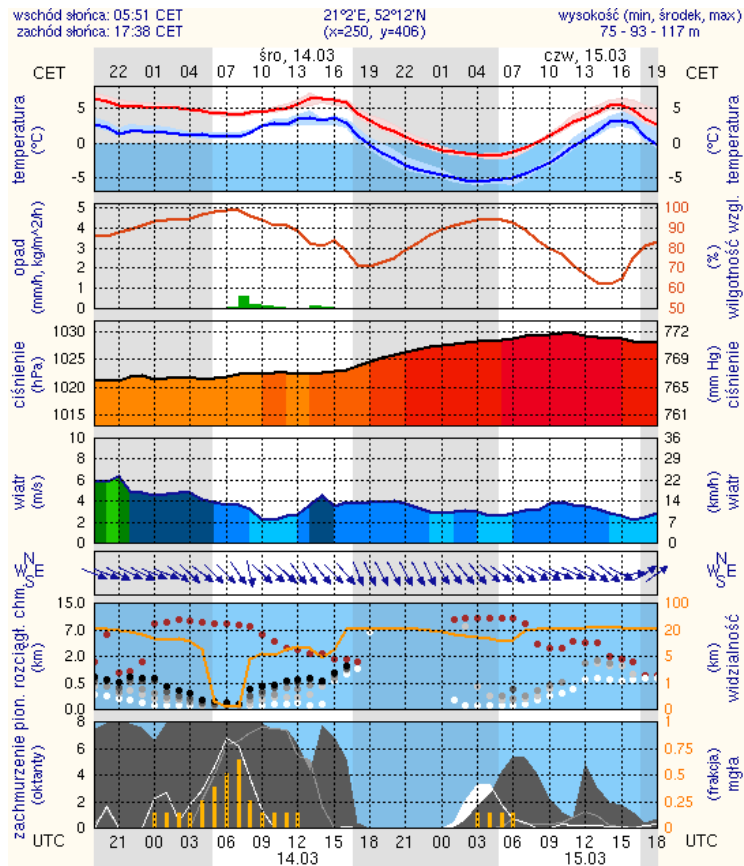 wschód słońca: 05:51 CET 21°2'E, 52°12'N wysokość (min, środek, max)
zachód słońca: 17:38 CET (x=250, y=406) 75 - 93 - 117 m
śro, 14.03 czw, 15.03
CET 22 01 04 07 10 13 16 19 22 01 04 07 10 13 16 19 CET
temperatura (°C) 5 0 -5 5 0 -5 (°C) temperatura
opad (mm/h, kg/m^2/h) 5 4 3 2 1 0 100 90 80 70 60 50 (%) wilgotność wzgl.
ciśnienie (hPa) 1030 1025 1020 1015 772 769 765 761 (mm Hg) ciśnienie
wiatr (m/s) 10 8 6 4 2 0 36 29 22 14 7 0 (km/h) wiatr
N W E S N W E S
pion. rozciągł. chm. (km) 15.0 7.0 2.0 0.5 0.0 100 20 5 1 0 (km) widzialność
zachmurzenie (oktanty) 8 6 4 2 0 1 0.75 0.5 0.25 0 (frakcja) mgła
UTC 21 00 03 06 09 12 15 18 21 00 03 06 09 12 15 18 UTC
14.03 15.03